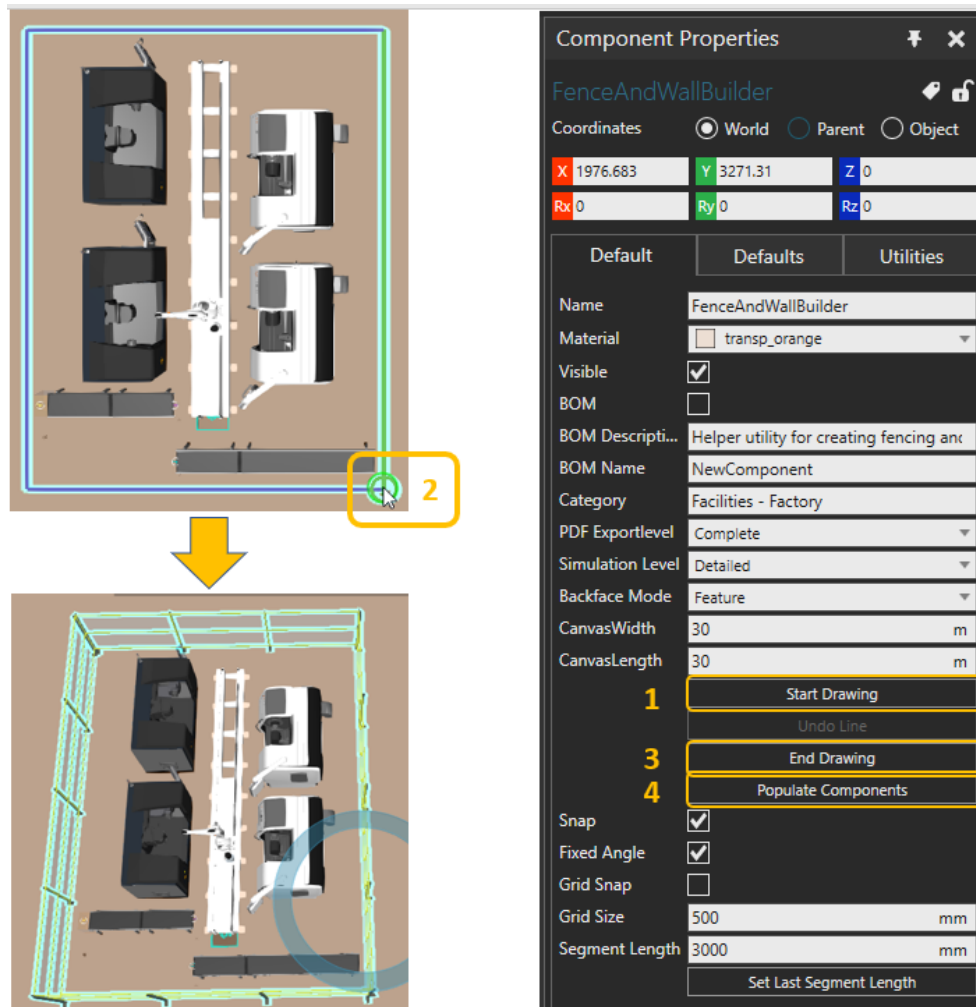 Component Properties
FenceAndWallBuilder
Coordinates World Parent Object
X 1976.683 Y 3271.31 Z 0
Rx 0 Ry 0 Rz 0
Default Defaults Utilities
Name FenceAndWallBuilder
Material transp_orange
Visible
BOM
BOM Descripti... Helper utility for creating fencing anc
BOM Name NewComponent
Category Facilities - Factory
PDF Exportlevel Complete
Simulation Level Detailed
Backface Mode Feature
CanvasWidth 30 m
CanvasLength 30 m
1 Start Drawing
Undo Line
3 End Drawing
4 Populate Components
Snap
Fixed Angle
Grid Snap
Grid Size 500 mm
Segment Length 3000 mm
Set Last Segment Length
2